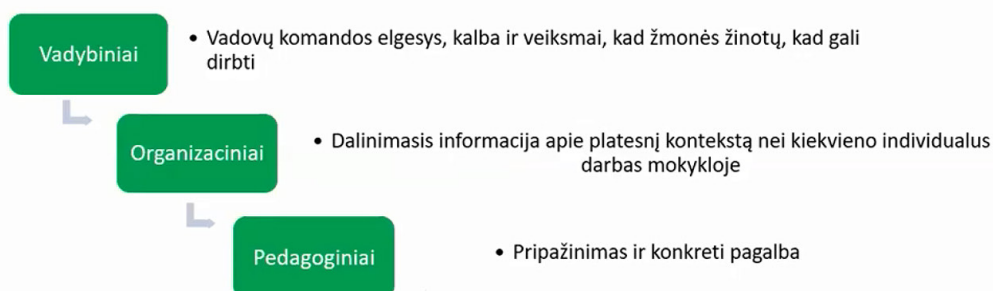 Vadybiniai
• Vadovų komandos elgesys, kalba ir veiksmai, kad žmonės žinotų, kad gali
dirbti
Organizaciniai
• Dalinimasis informacija apie platesnį kontekstą nei kiekvieno individualus
darbas mokykloje
Pedagoginiai
• Pripažinimas ir konkreti pagalba